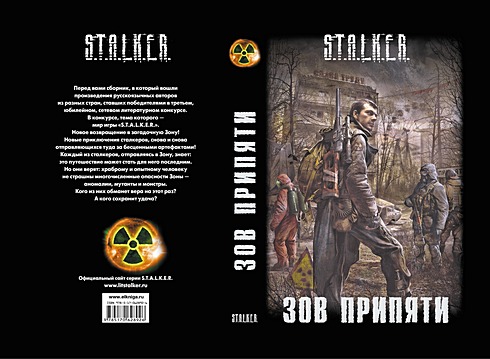 S.T.A.L.K.E.R.
Перед вами сборник, в который вошли
произведения русскоязычных авторов
из разных стран, ставших победителями в третьем,
юбилейном, сетевом литературном конкурсе.
В конкурсе, тема которого –
мир игры «S.T.A.L.K.E.R.».
Новое возвращение в загадочную Зону!
Новые приключения сталкеров, снова и снова
отправляющихся туда за бесценными артефактами!
Каждый из сталкеров, отправляясь в Зону, знает:
это путешествие может стать для него последним.
Но они верят: храброму и опытному человеку
не страшны многочисленные опасности Зоны –
аномалии, мутанты и монстры.
Кого из них обманет вера на этот раз?
А кого сохранит удача?
Официальный сайт серии S.T.A.L.K.E.R.
www.litstalker.ru
www.elkniga.ru
ЗОВ ПРИПЯТИ
S.T.A.L.K.E.R.
S.T.A.L.K.E.R.
ЗОВ ПРИПЯТИ